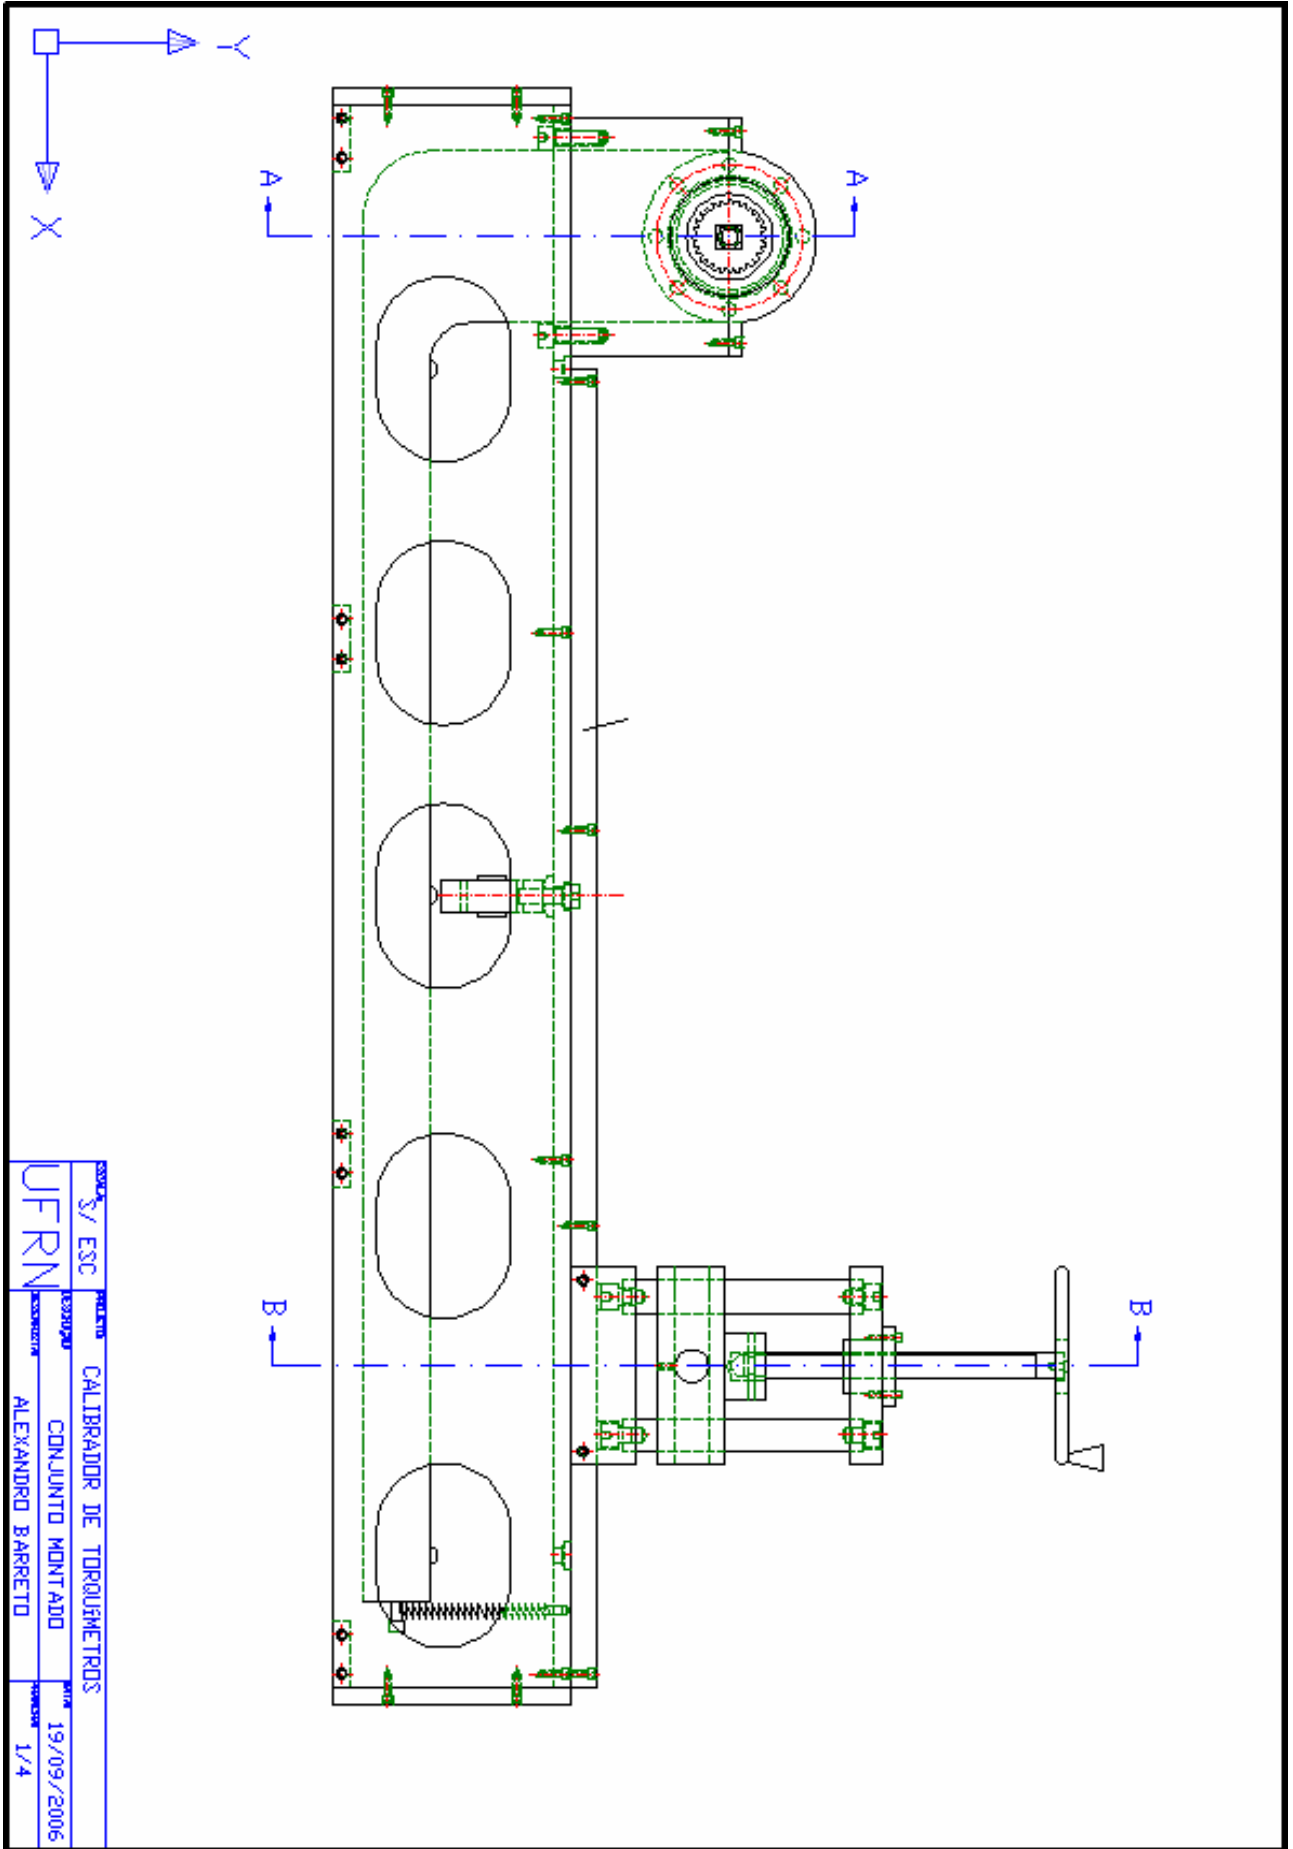 Y
X
A
A
B
B
S/ ESC
CALIBRADOR DE TORQUÍMETROS
UFRN
CONJUNTO MONTADO
19/09/2006
ALEXANDRO BARRETO
1/4